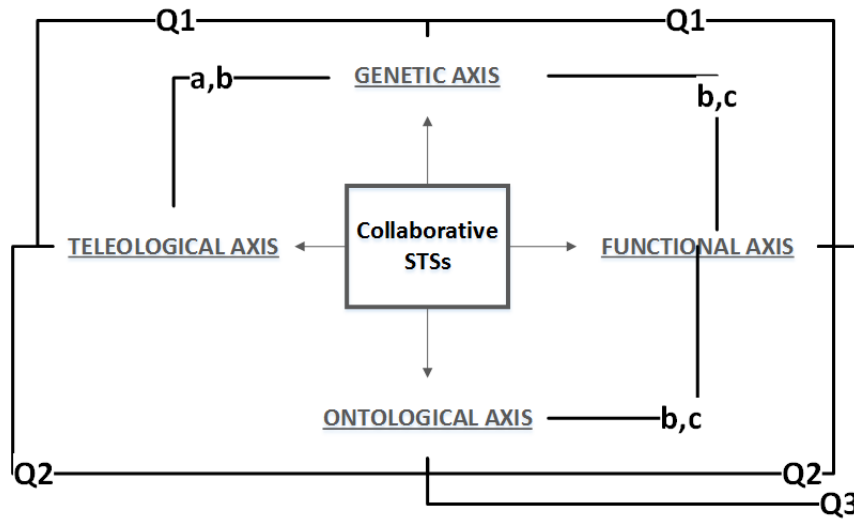 Q1
Q1
GENETIC AXIS
a,b
b,c
Collaborative
STSs
TELEOLOGICAL AXIS
FUNCTIONAL AXIS
ONTOLOGICAL AXIS
b,c
Q2
Q2
Q3